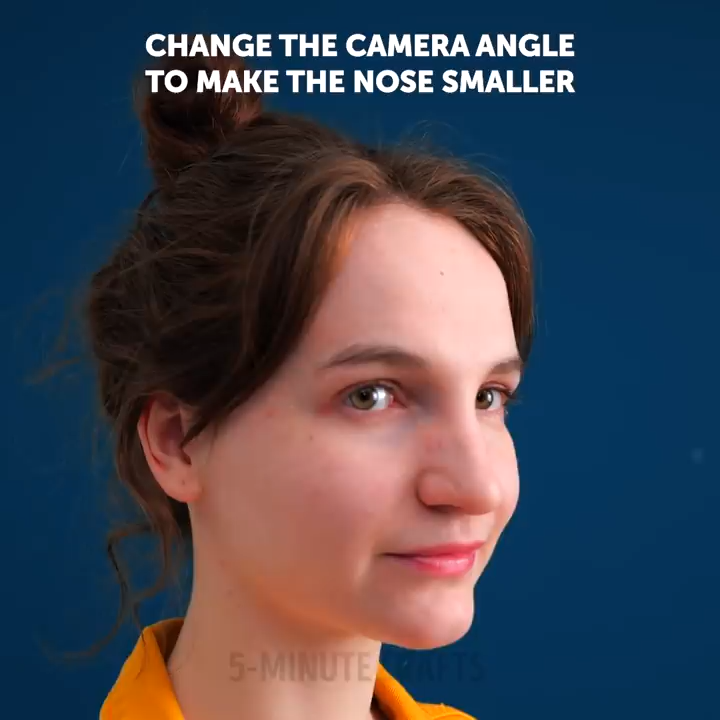 CHANGE THE CAMERA ANGLE
TO MAKE THE NOSE SMALLER
5-MINUTE CRAFTS